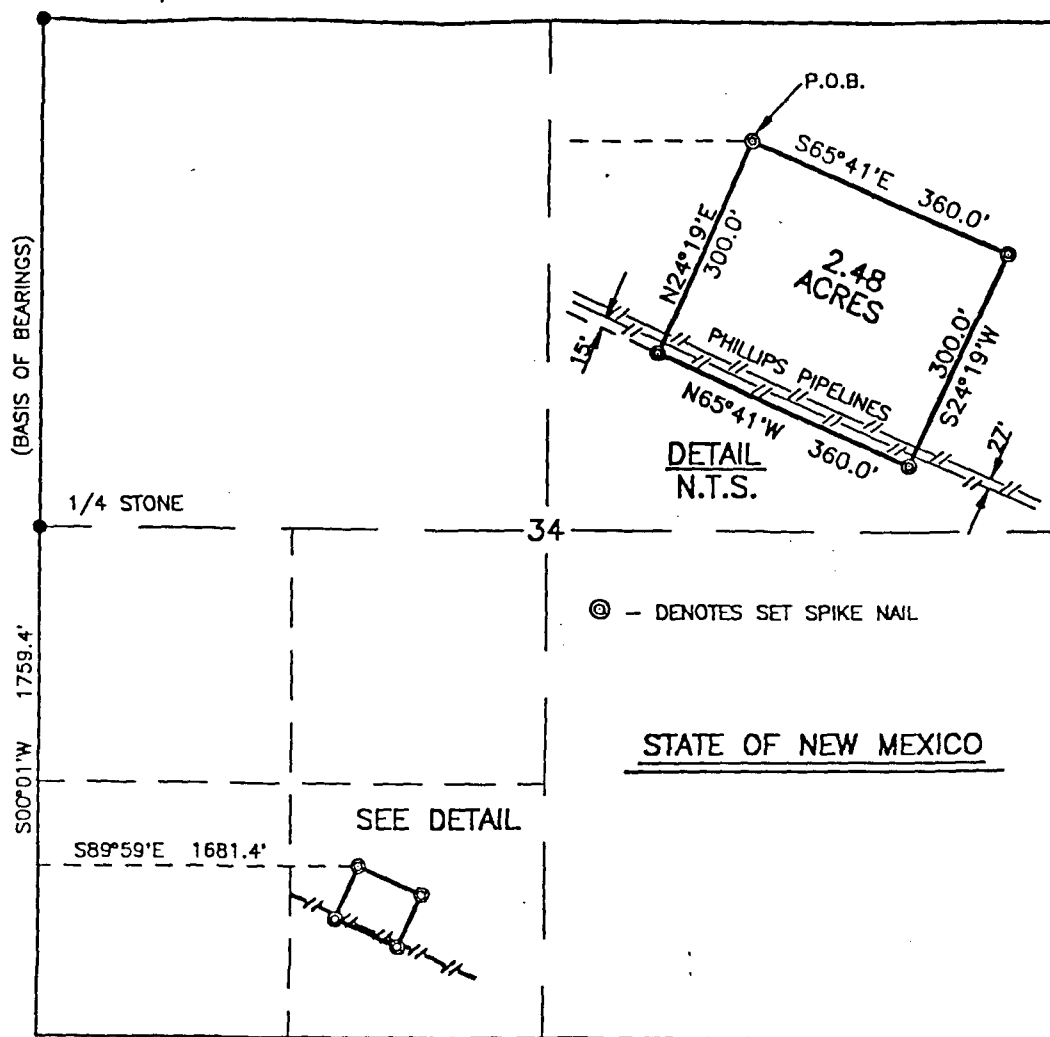 P.O.B.
S65°41'E 360.0'
N24°19'E
300.0'
2.48
ACRES
300.0'
S24°19'W
15'
PHILLIPS PIPELINES
N65°41'W 360.0'
27'
DETAIL
N.T.S.
(BASIS OF BEARINGS)
1/4 STONE
34
- DENOTES SET SPIKE NAIL
S00°01'W 1759.4'
STATE OF NEW MEXICO
SEE DETAIL
S89°59'E 1681.4'